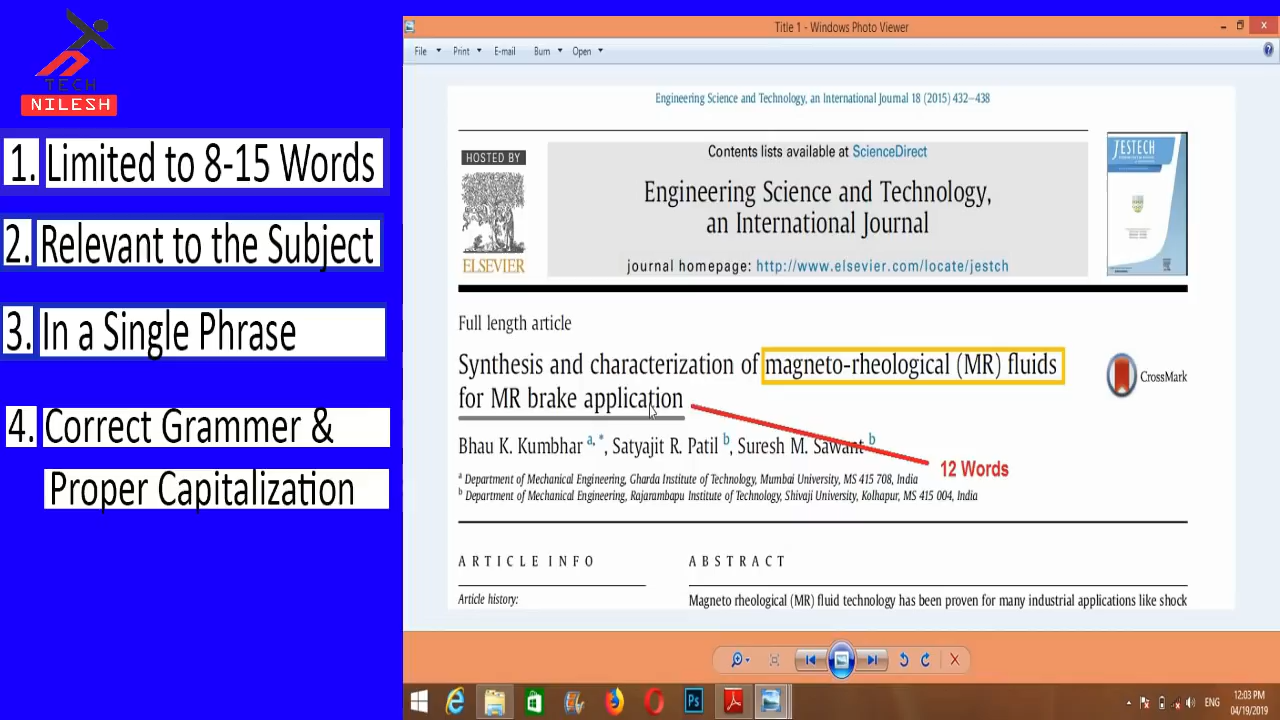 TECH
NILESH
1. Limited to 8-15 Words
2. Relevant to the Subject
3. In a Single Phrase
4. Correct Grammer &
Proper Capitalization
Title 1 - Windows Photo Viewer
File Print E-mail Burn Open
Engineering Science and Technology, an International Journal 18 (2015) 432–438
HOSTED BY
ELSEVIER
Contents lists available at ScienceDirect
Engineering Science and Technology,
an International Journal
journal homepage: http://www.elsevier.com/locate/jestch
JESTECH
Full length article
Synthesis and characterization of magneto-rheological (MR) fluids
for MR brake application
CrossMark
Bhau K. Kumbhar a, *, Satyajit R. Patil b, Suresh M. Sawant b
12 Words
a Department of Mechanical Engineering, Gharda Institute of Technology, Mumbai University, MS 415 708, India
b Department of Mechanical Engineering, Rajarambapu Institute of Technology, Shivaji University, Kolhapur, MS 415 004, India
ARTICLE INFO
ABSTRACT
Article history:
Magneto rheological (MR) fluid technology has been proven for many industrial applications like shock
Ps
ENG
12:03 PM
04/19/2019